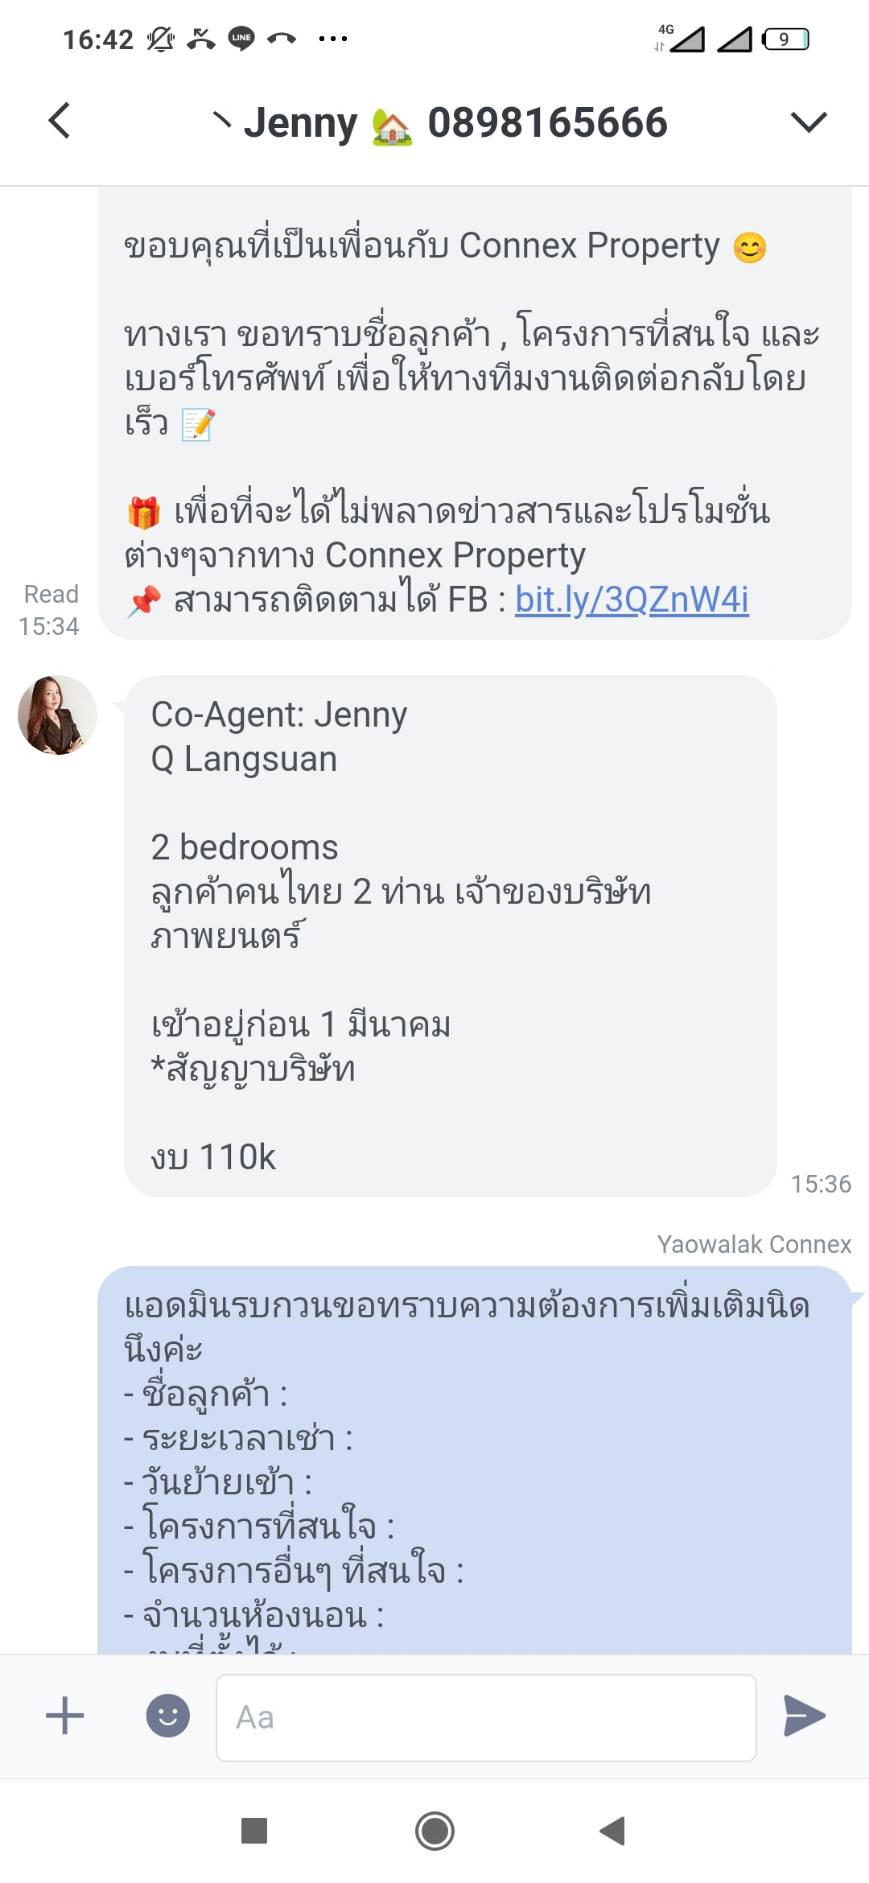 16:42
LINE
4G
9
Jenny 🏡 0898165666
ขอบคุณที่เป็นเพื่อนกับ Connex Property 😊
ทางเรา ขอทราบชื่อลูกค้า , โครงการที่สนใจ และ
เบอร์โทรศัพท์ เพื่อให้ทางทีมงานติดต่อกลับโดย
เร็ว 📝
🎁 เพื่อที่จะได้ไม่พลาดข่าวสารและโปรโมชั่น
ต่างๆจากทาง Connex Property
📌 สามารถติดตามได้ FB : bit.ly/3QZnW4i
Read
15:34
Co-Agent: Jenny
Q Langsuan
2 bedrooms
ลูกค้าคนไทย 2 ท่าน เจ้าของบริษัท
ภาพยนตร์
เข้าอยู่ก่อน 1 มีนาคม
*สัญญาบริษัท
งบ 110k
15:36
Yaowalak Connex
แอดมินรบกวนขอทราบความต้องการเพิ่มเติมนิด
นึงค่ะ
- ชื่อลูกค้า :
- ระยะเวลาเช่า :
- วันย้ายเข้า :
- โครงการที่สนใจ :
- โครงการอื่นๆ ที่สนใจ :
- จำนวนห้องนอน :
Aa